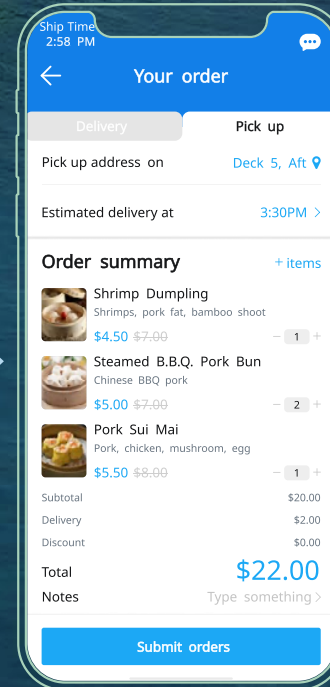 Ship Time
2:58 PM
Your order
Delivery
Pick up
Pick up address on
Deck 5, Aft
Estimated delivery at
3:30PM >
Order summary
+ items
Shrimp Dumpling
Shrimps, pork fat, bamboo shoot
$4.50 $7.00
− 1 +
Steamed B.B.Q. Pork Bun
Chinese BBQ pork
$5.00 $7.00
− 2 +
Pork Sui Mai
Pork, chicken, mushroom, egg
$5.50 $8.00
− 1 +
Subtotal
$20.00
Delivery
$2.00
Discount
$0.00
Total
$22.00
Notes
Type something >
Submit orders